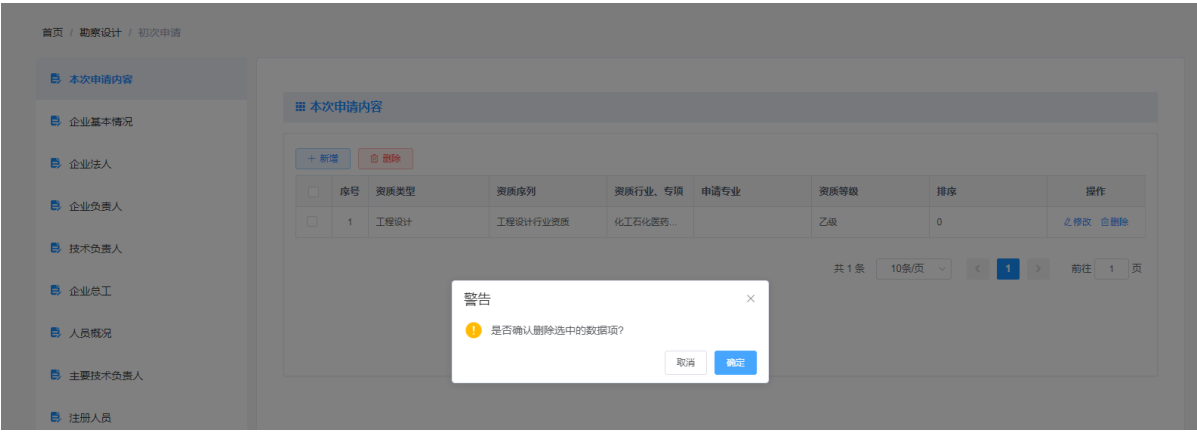 首页 / 勘察设计 / 初次申请
本次申请内容
企业基本情况
企业法人
企业负责人
技术负责人
企业总工
人员概况
主要技术负责人
注册人员
本次申请内容
+ 新增 删除
序号 资质类型 资质序列 资质行业、专项 申请专业 资质等级 排序 操作
1 工程设计 工程设计行业资质 化工石化医药... 乙级 0 修改 删除
共 1 条 10条/页 < 1 > 前往 1 页
警告 ×
是否确认删除选中的数据项?
取消 确定